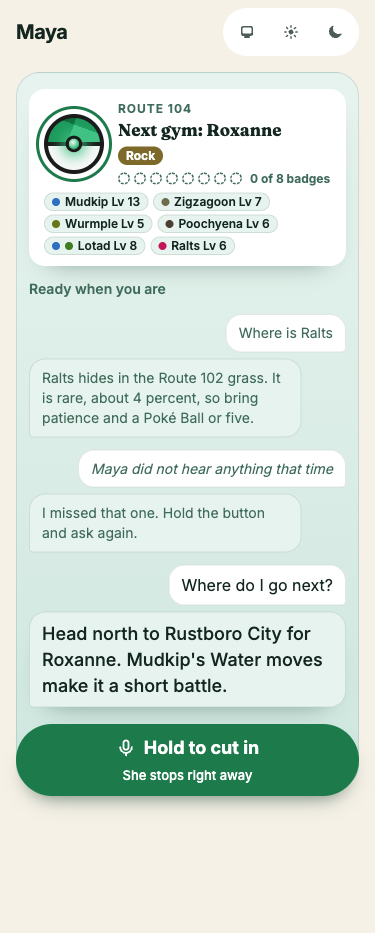 Maya
ROUTE 104
Next gym: Roxanne
Rock
0 of 8 badges
Mudkip Lv 13
Zigzagoon Lv 7
Wurmple Lv 5
Poochyena Lv 6
Lotad Lv 8
Ralts Lv 6
Ready when you are
Where is Ralts
Ralts hides in the Route 102 grass. It
is rare, about 4 percent, so bring
patience and a Poké Ball or five.
Maya did not hear anything that time
I missed that one. Hold the button
and ask again.
Where do I go next?
Head north to Rustboro City for
Roxanne. Mudkip's Water moves
make it a short battle.
Hold to cut in
She stops right away